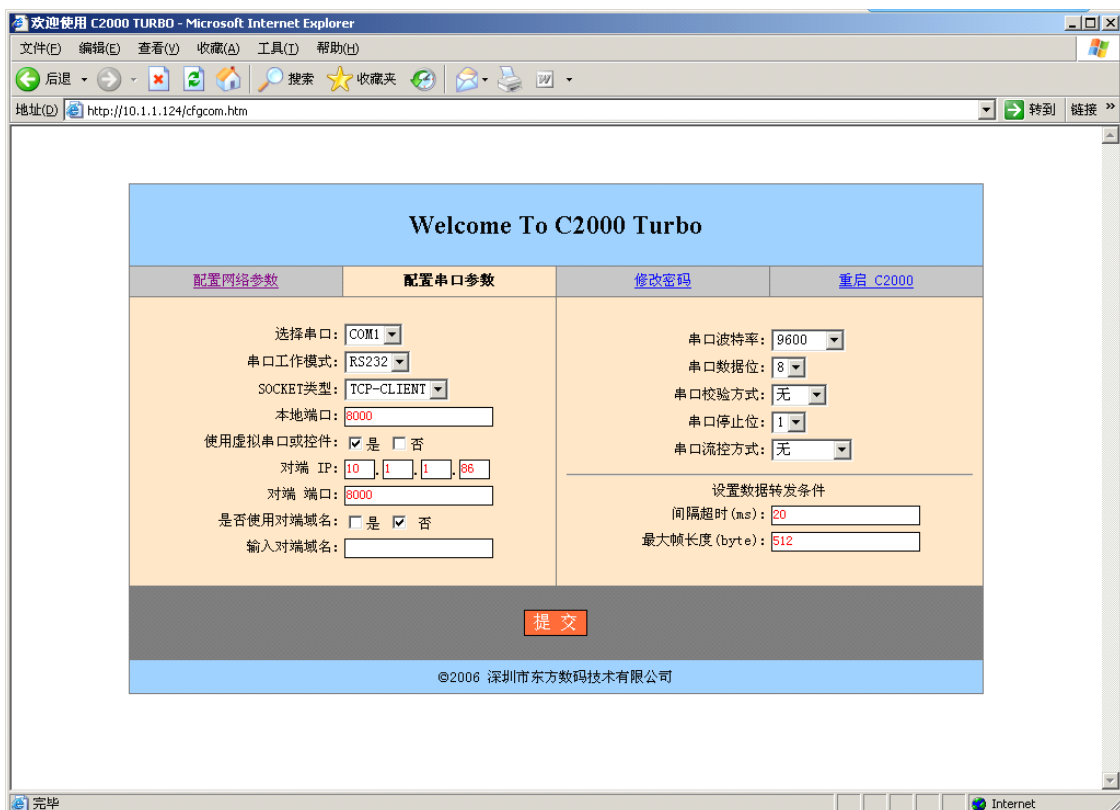 欢迎使用 C2000 TURBO - Microsoft Internet Explorer
文件(F) 编辑(E) 查看(V) 收藏(A) 工具(T) 帮助(H)
后退 搜索 收藏夹
地址(D) http://10.1.1.124/cfgcom.htm 转到 链接 »
Welcome To C2000 Turbo
配置网络参数 配置串口参数 修改密码 重启 C2000
选择串口: COM1
串口工作模式: RS232
SOCKET类型: TCP-CLIENT
本地端口: 8000
使用虚拟串口或控件: 是 否
对端 IP: 10 . 1 . 1 . 86
对端 端口: 8000
是否使用对端域名: 是 否
输入对端域名:
串口波特率: 9600
串口数据位: 8
串口校验方式: 无
串口停止位: 1
串口流控方式: 无
设置数据转发条件
间隔超时(ms): 20
最大帧长度(byte): 512
提 交
©2006 深圳市东方数码技术有限公司
完毕 Internet